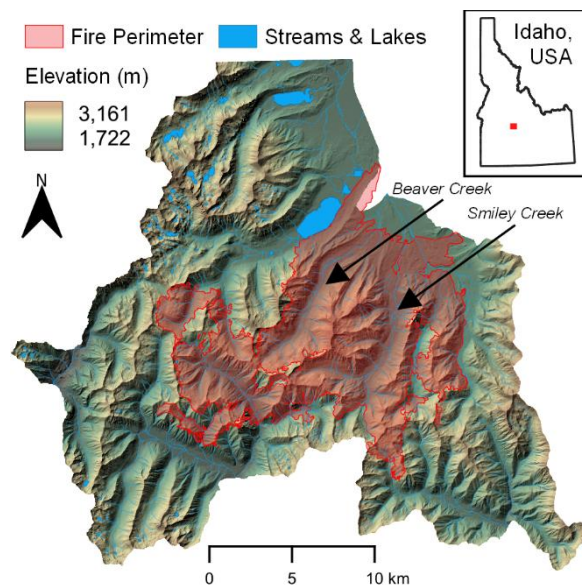 Fire Perimeter
Streams & Lakes
Idaho,
USA
Elevation (m)
3,161
1,722
N
Beaver Creek
Smiley Creek
0 5 10 km